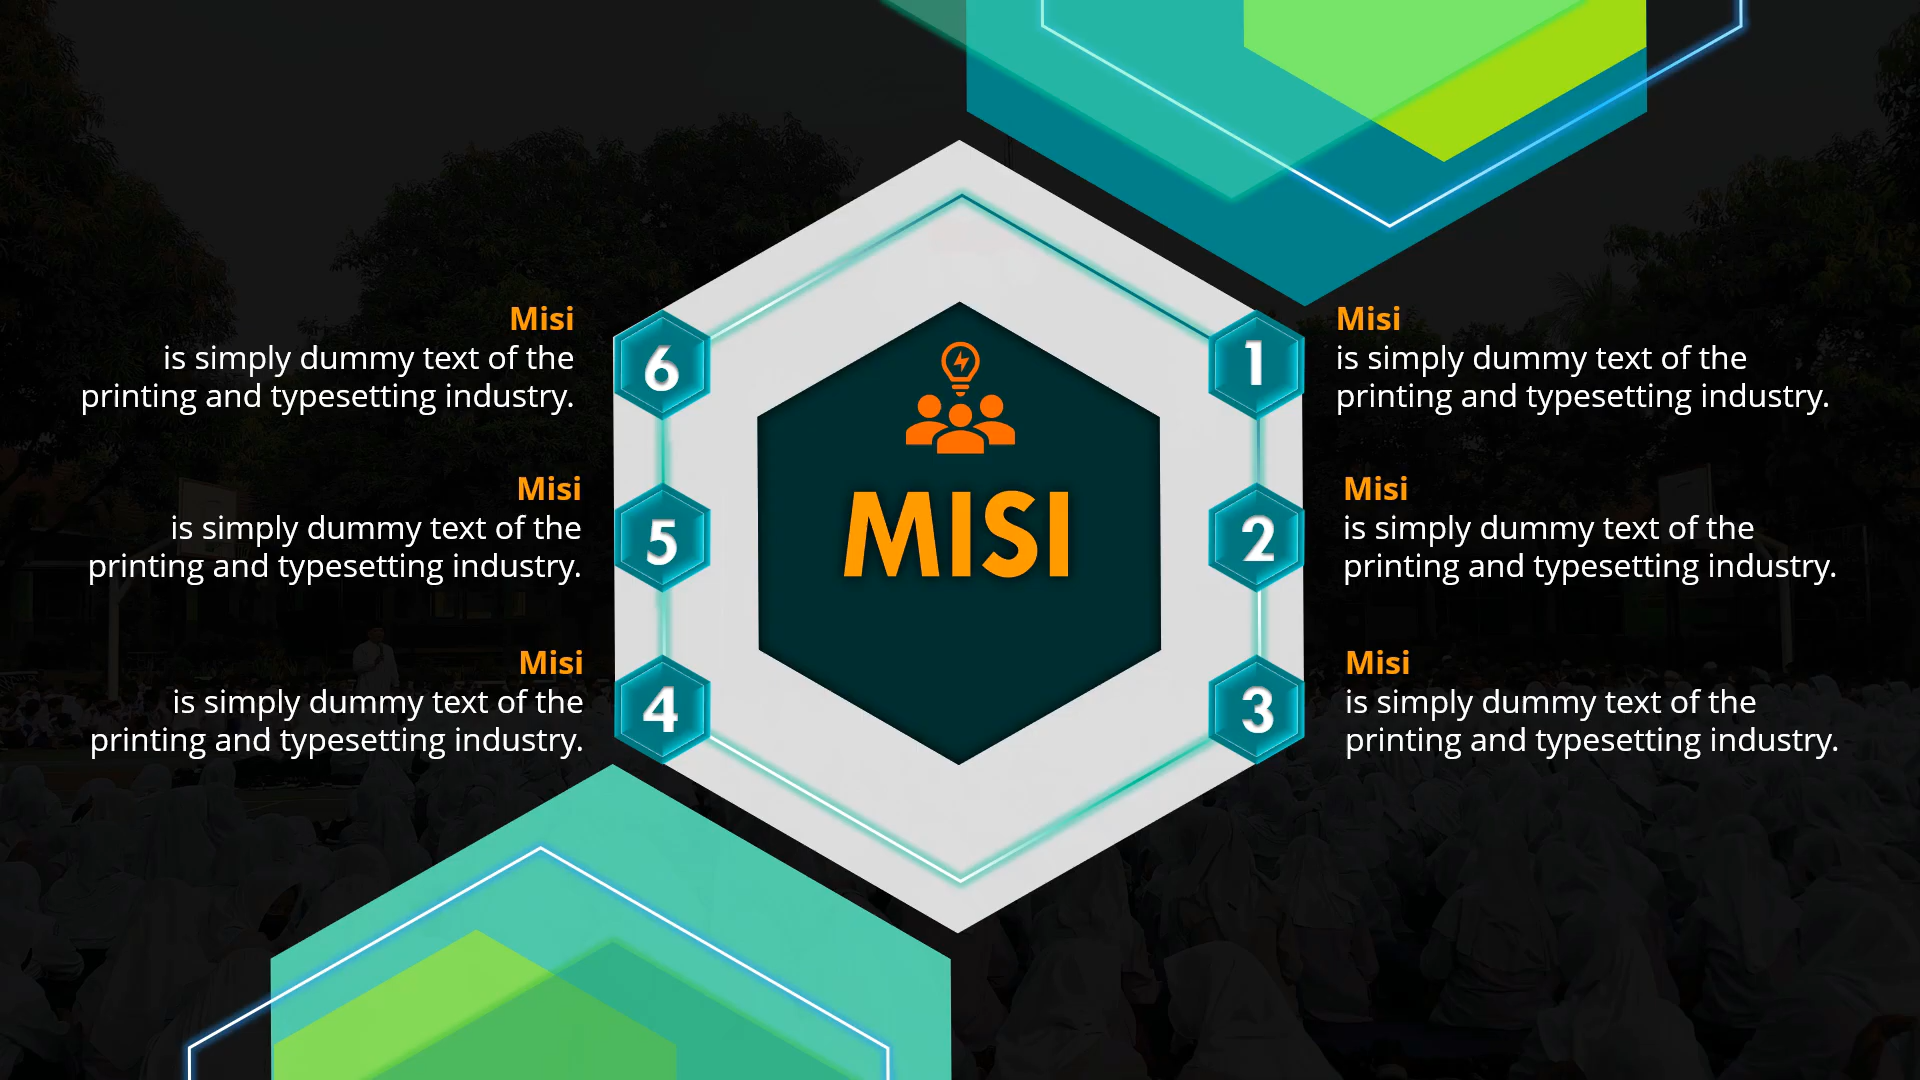 MISI
1
Misi
is simply dummy text of the
printing and typesetting industry.
2
Misi
is simply dummy text of the
printing and typesetting industry.
3
Misi
is simply dummy text of the
printing and typesetting industry.
4
Misi
is simply dummy text of the
printing and typesetting industry.
5
Misi
is simply dummy text of the
printing and typesetting industry.
6
Misi
is simply dummy text of the
printing and typesetting industry.